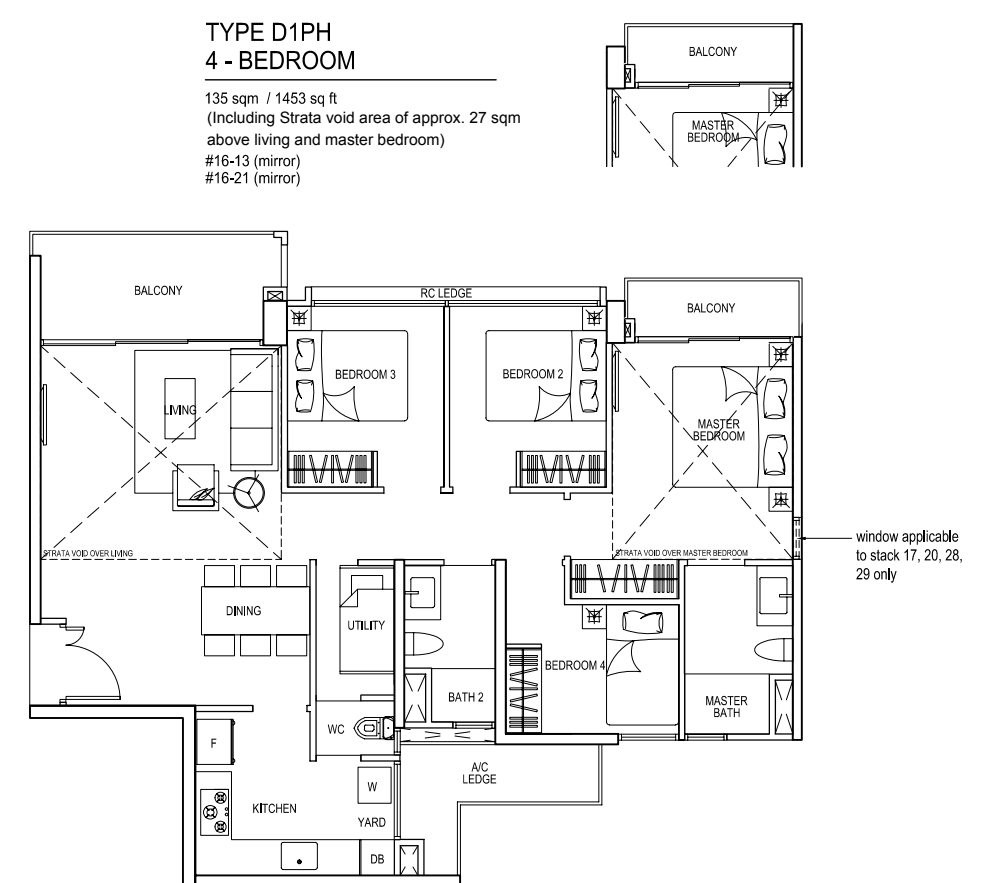 TYPE D1PH
4 - BEDROOM
135 sqm / 1453 sq ft
(Including Strata void area of approx. 27 sqm
above living and master bedroom)
#16-13 (mirror)
#16-21 (mirror)
BALCONY
MASTER
BEDROOM
BALCONY
RC LEDGE
BALCONY
BEDROOM 3
BEDROOM 2
LIVING
MASTER
BEDROOM
STRATA VOID OVER LIVING
STRATA VOID OVER MASTER BEDROOM
window applicable
to stack 17, 20, 28,
29 only
DINING
UTILITY
BEDROOM 4
BATH 2
MASTER
BATH
WC
F
A/C
LEDGE
W
KITCHEN
YARD
DB